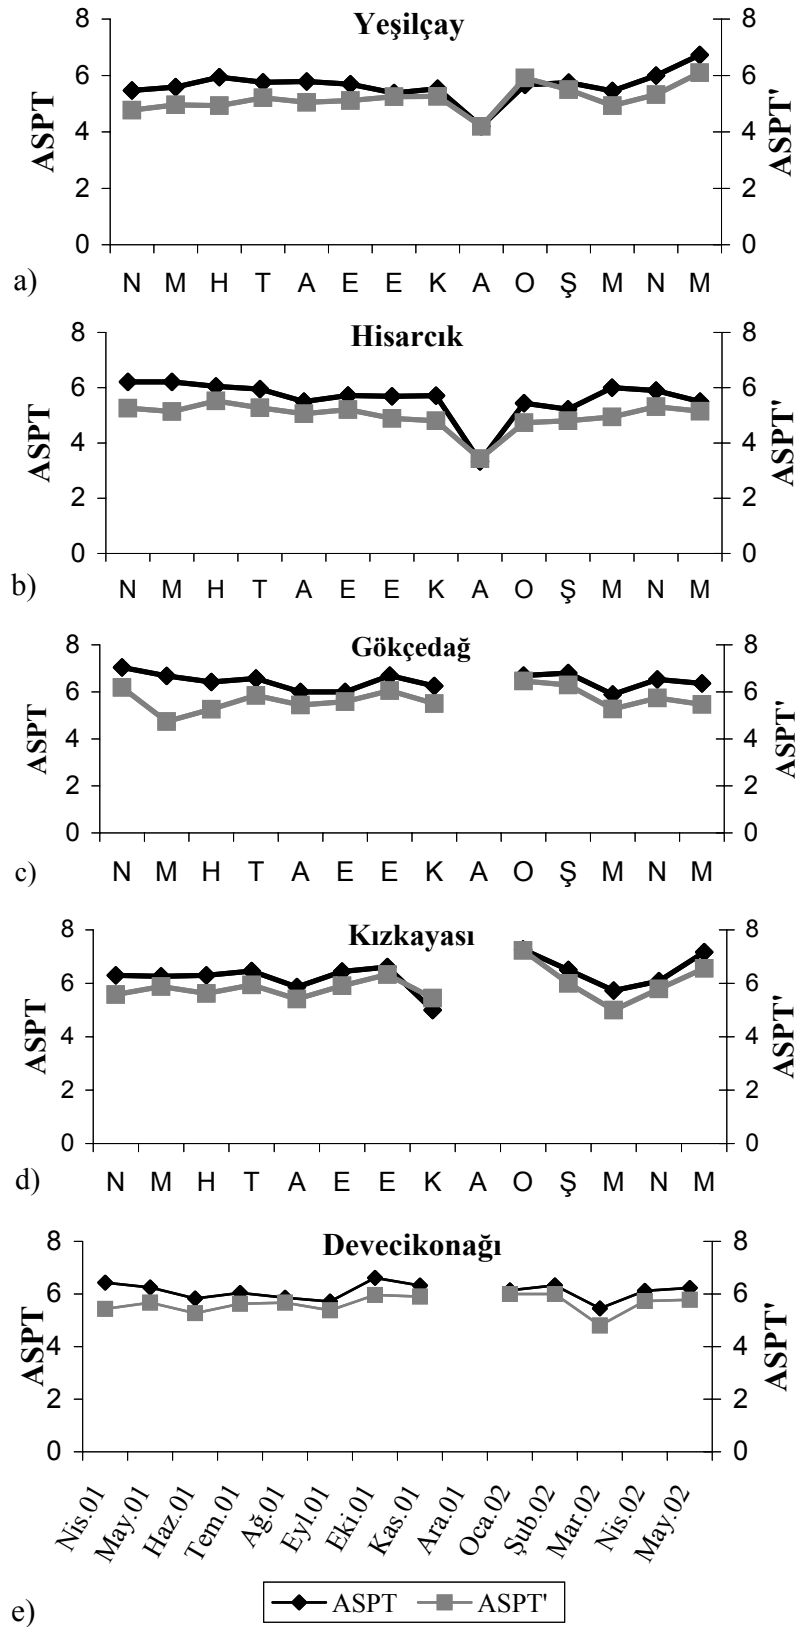 Yeşilçay
8 8
6 6
4 4
2 2
0 0
ASPT
ASPT'
a) N M H T A E E K A O Ş M N M
Hisarcık
8 8
6 6
4 4
2 2
0 0
ASPT
ASPT'
b) N M H T A E E K A O Ş M N M
Gökçedağ
8 8
6 6
4 4
2 2
0 0
ASPT
ASPT'
c) N M H T A E E K A O Ş M N M
Kızkayası
8 8
6 6
4 4
2 2
0 0
ASPT
ASPT'
d) N M H T A E E K A O Ş M N M
Devecikonağı
8 8
6 6
4 4
2 2
0 0
ASPT
ASPT'
Nis.01 May.01 Haz.01 Tem.01 Ağ.01 Eyl.01 Eki.01 Kas.01 Ara.01 Oca.02 Şub.02 Mar.02 Nis.02 May.02
e) ASPT ASPT'